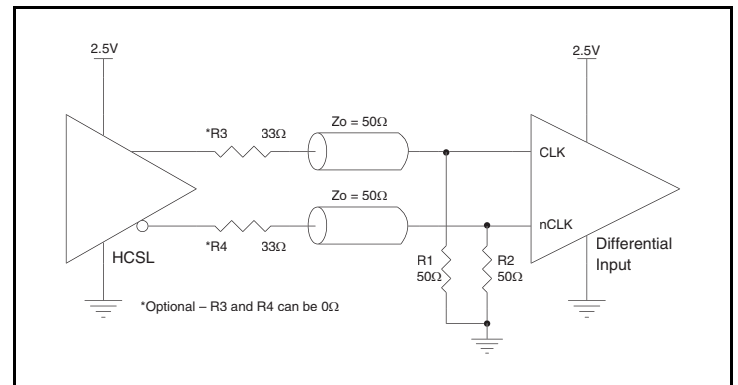 2.5V
2.5V
*R3 33Ω
Zo = 50Ω
CLK
Zo = 50Ω
nCLK
*R4 33Ω
HCSL
R1
50Ω
R2
50Ω
Differential
Input
*Optional – R3 and R4 can be 0Ω